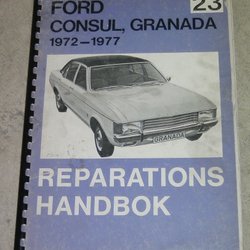 FORD
23
CONSUL, GRANADA
1972–1977
GRANADA
REPARATIONS
HANDBOK